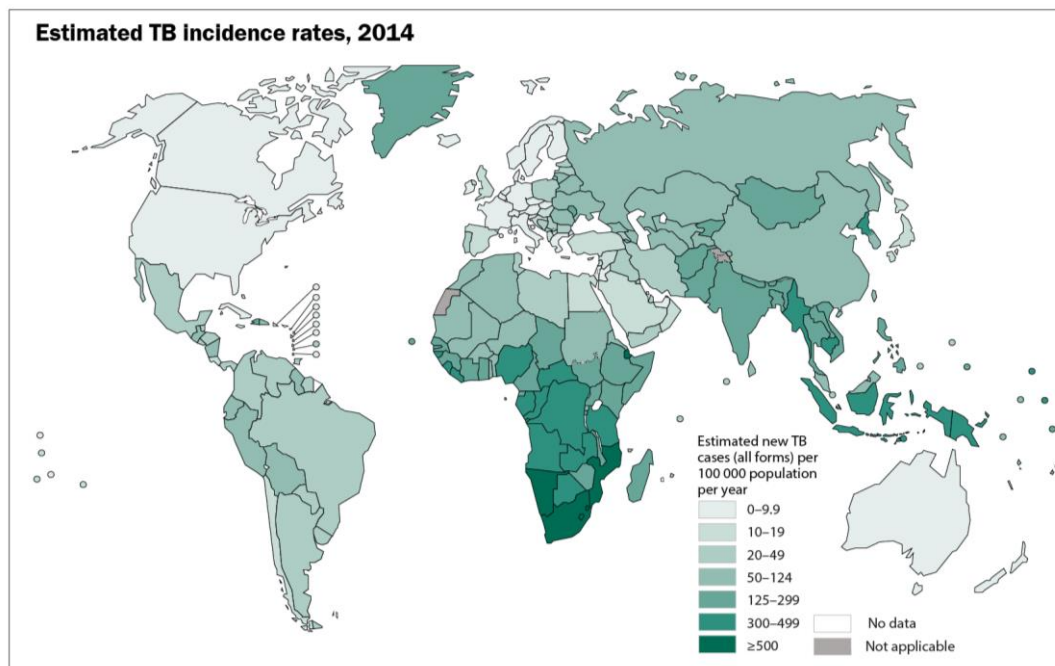 Estimated TB incidence rates, 2014
Estimated new TB
cases (all forms) per
100 000 population
per year
0–9.9
10–19
20–49
50–124
125–299
300–499
≥500
No data
Not applicable